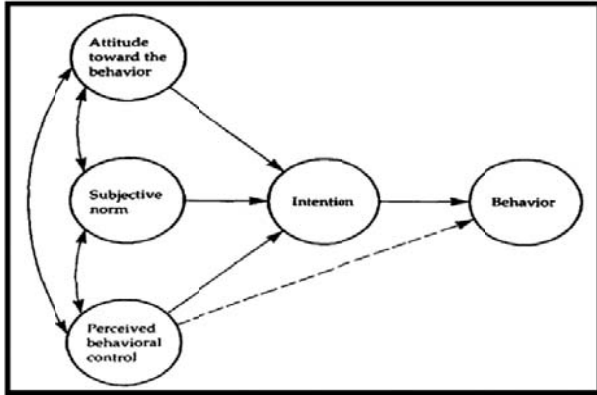 Attitude
toward the
behavior
Subjective
norm
Intention
Behavior
Perceived
behavioral
control